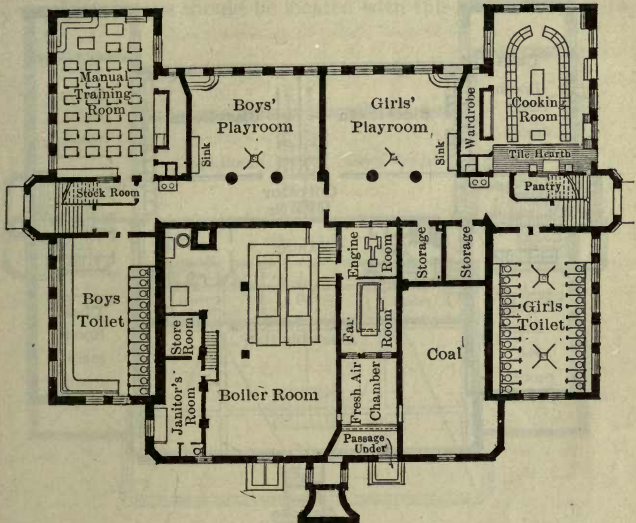 Manual
Training
Room
Boys'
Playroom
Girls'
Playroom
Wardrobe
Cooking
Room
Sink
Sink
Tile Hearth
Stock Room
Pantry
Boys
Toilet
Store
Room
Janitor's
Room
Boiler Room
Engine
Room
Fan
Room
Fresh Air
Chamber
Passage
Under
Storage
Storage
Coal
Girls
Toilet